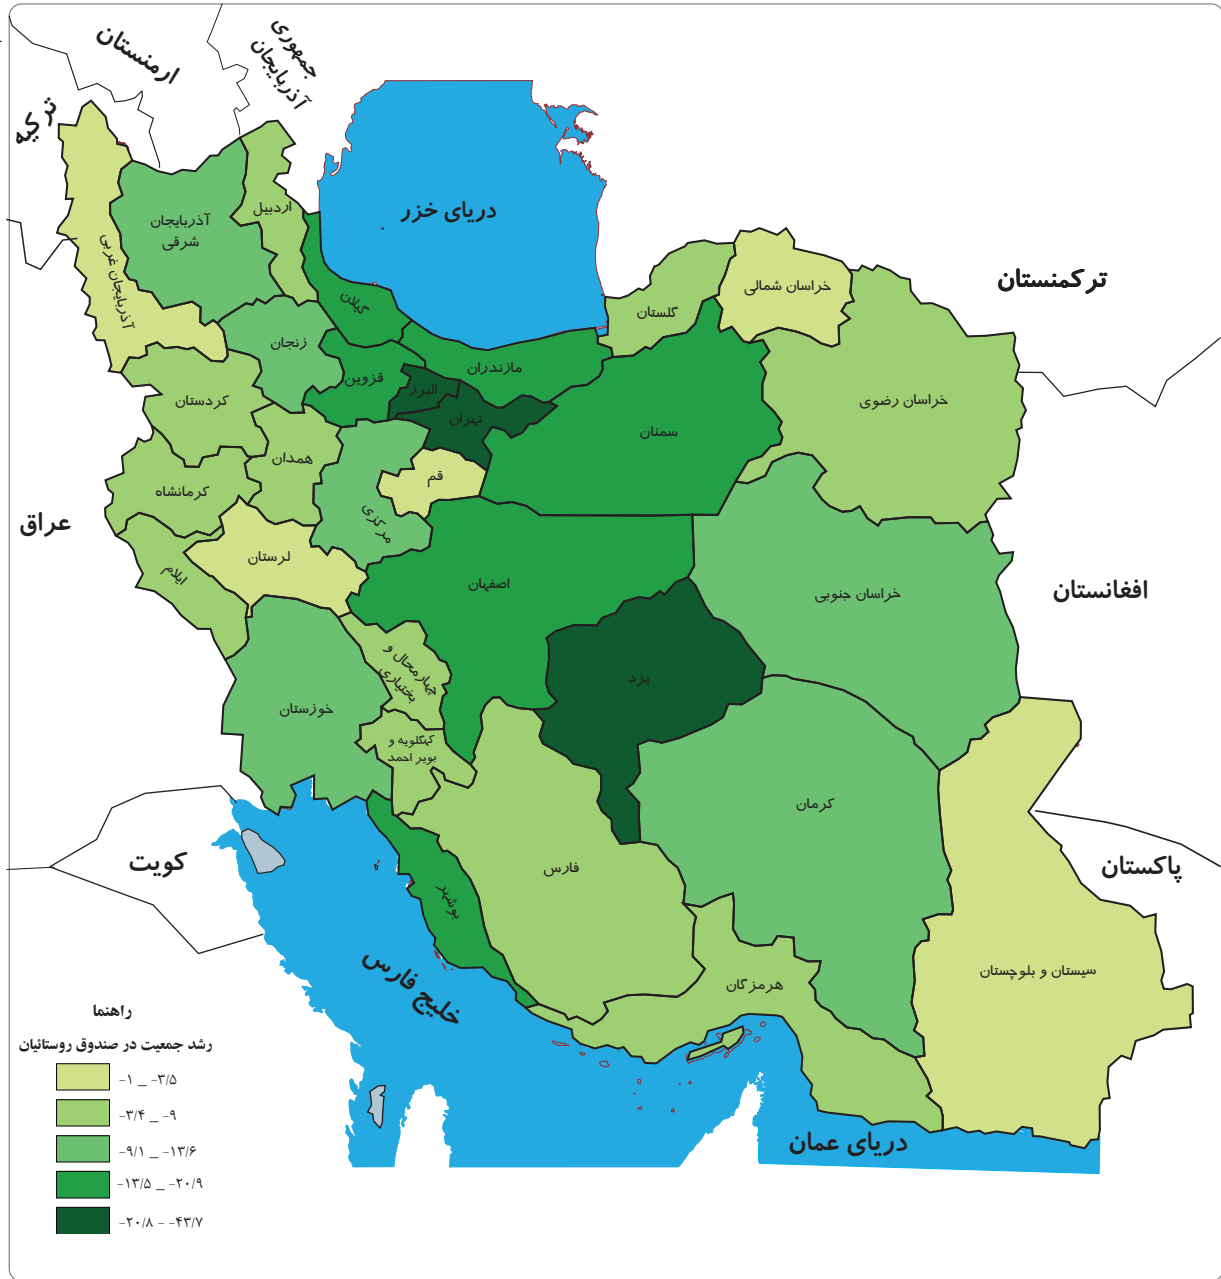 ارمنستان
جمهوری
آذربایجان
ترکیه
دریای خزر
ترکمنستان
عراق
افغانستان
پاکستان
کویت
خلیج فارس
دریای عمان
اردبیل
آذربایجان
شرقی
آذربایجان غربی
گیلان
زنجان
کردستان
قزوین
البرز
تهران
مازندران
گلستان
خراسان شمالی
خراسان رضوی
سمنان
همدان
کرمانشاه
قم
مرکزی
لرستان
ایلام
اصفهان
خراسان جنوبی
یزد
چهارمحال و
بختیاری
خوزستان
کهگلویه و
بویر احمد
کرمان
فارس
بوشهر
هرمزگان
سیستان و بلوچستان
راهنما
رشد جمعیت در صندوق روستائیان
-۱ _ -۳/۵
-۳/۴ _ -۹
-۹/۱ _ -۱۳/۶
-۱۳/۵ _ -۲۰/۹
-۲۰/۸ - -۴۳/۷